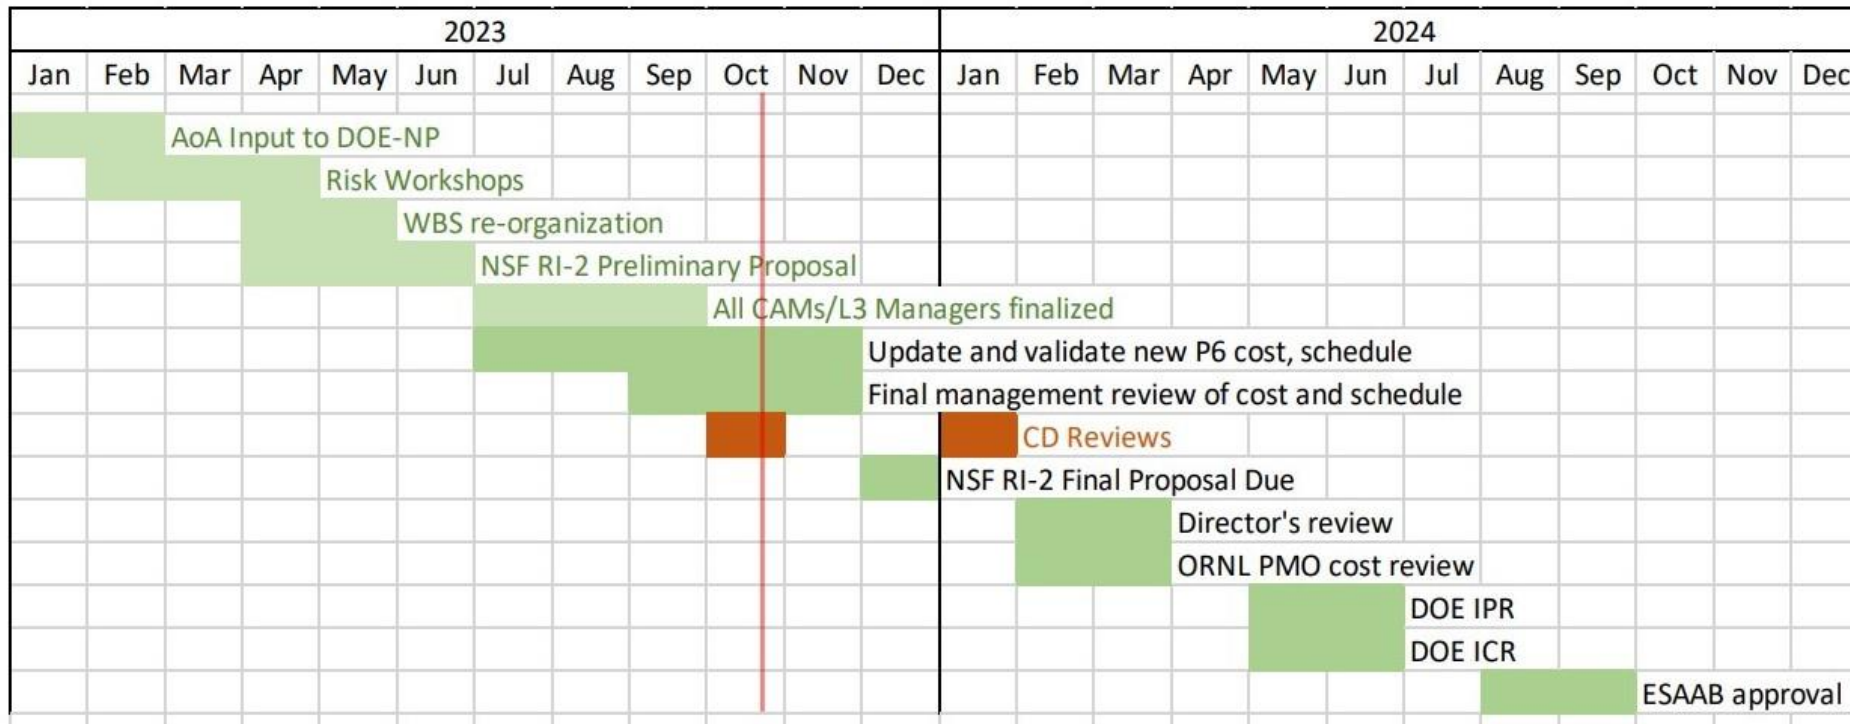 2023 2024
Jan Feb Mar Apr May Jun Jul Aug Sep Oct Nov Dec Jan Feb Mar Apr May Jun Jul Aug Sep Oct Nov Dec
AoA Input to DOE-NP
Risk Workshops
WBS re-organization
NSF RI-2 Preliminary Proposal
All CAMs/L3 Managers finalized
Update and validate new P6 cost, schedule
Final management review of cost and schedule
CD Reviews
NSF RI-2 Final Proposal Due
Director's review
ORNL PMO cost review
DOE IPR
DOE ICR
ESAAB approval